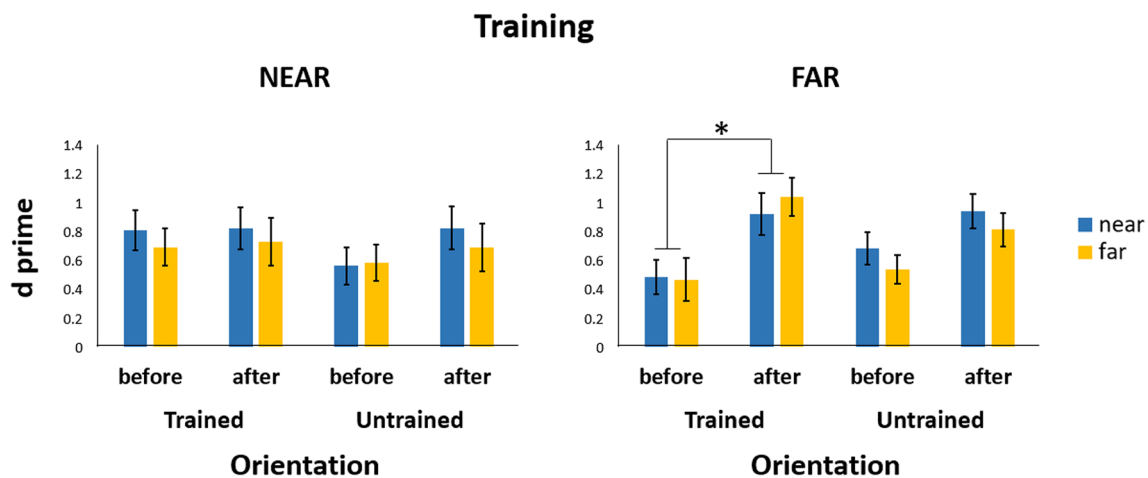 Training
NEAR
FAR
d prime
1.4
1.2
1
0.8
0.6
0.4
0.2
0
before after before after
Trained Untrained
Orientation
*
1.4
1.2
1
0.8
0.6
0.4
0.2
0
before after before after
Trained Untrained
Orientation
near
far